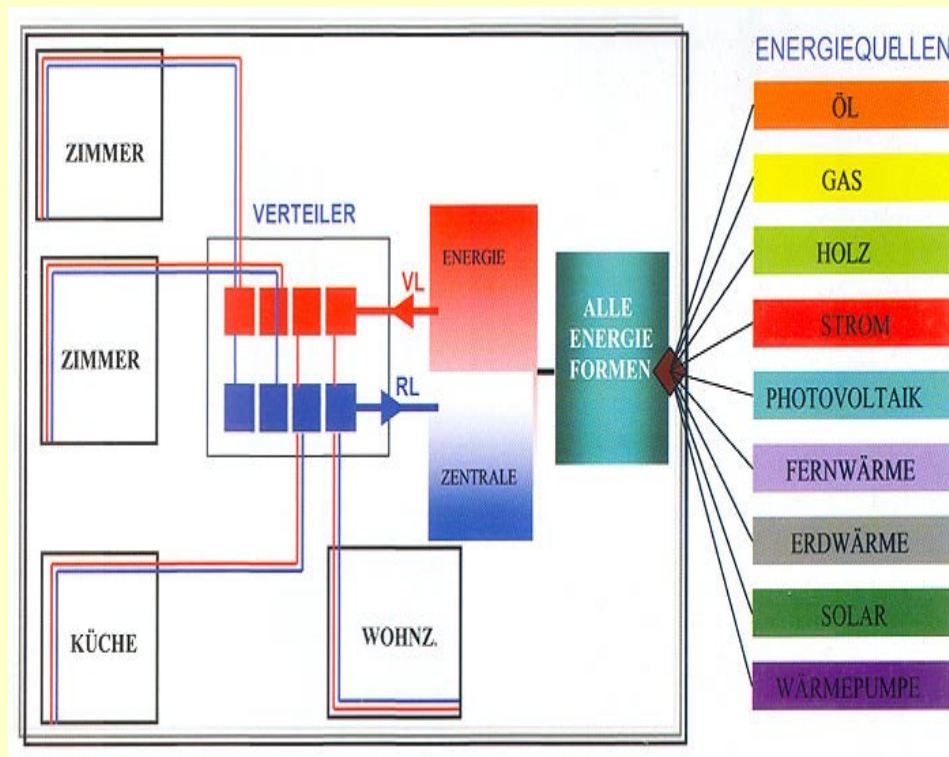 ENERGIEQUELLEN
ÖL
GAS
HOLZ
STROM
PHOTOVOLTAIK
FERNWÄRME
ERDWÄRME
SOLAR
WÄRMEPUMPE
ZIMMER
VERTEILER
ENERGIE
VL
ZIMMER
ALLE
ENERGIE
FORMEN
RL
ZENTRALE
KÜCHE
WOHNZ.